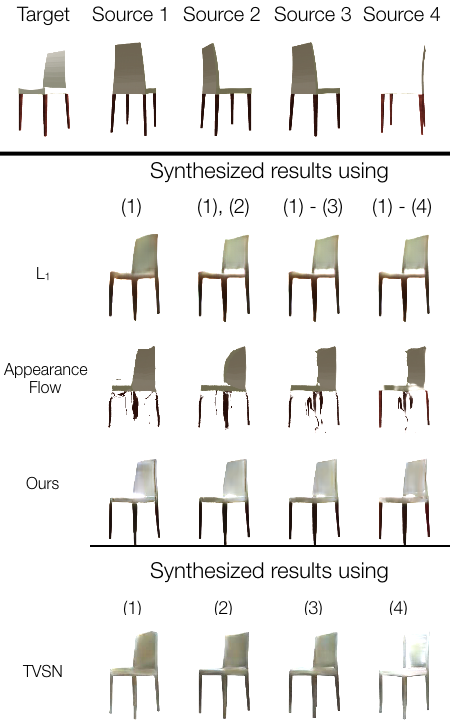 Target Source 1 Source 2 Source 3 Source 4
Synthesized results using
(1) (1), (2) (1) - (3) (1) - (4)
L₁
Appearance
Flow
Ours
Synthesized results using
(1) (2) (3) (4)
TVSN